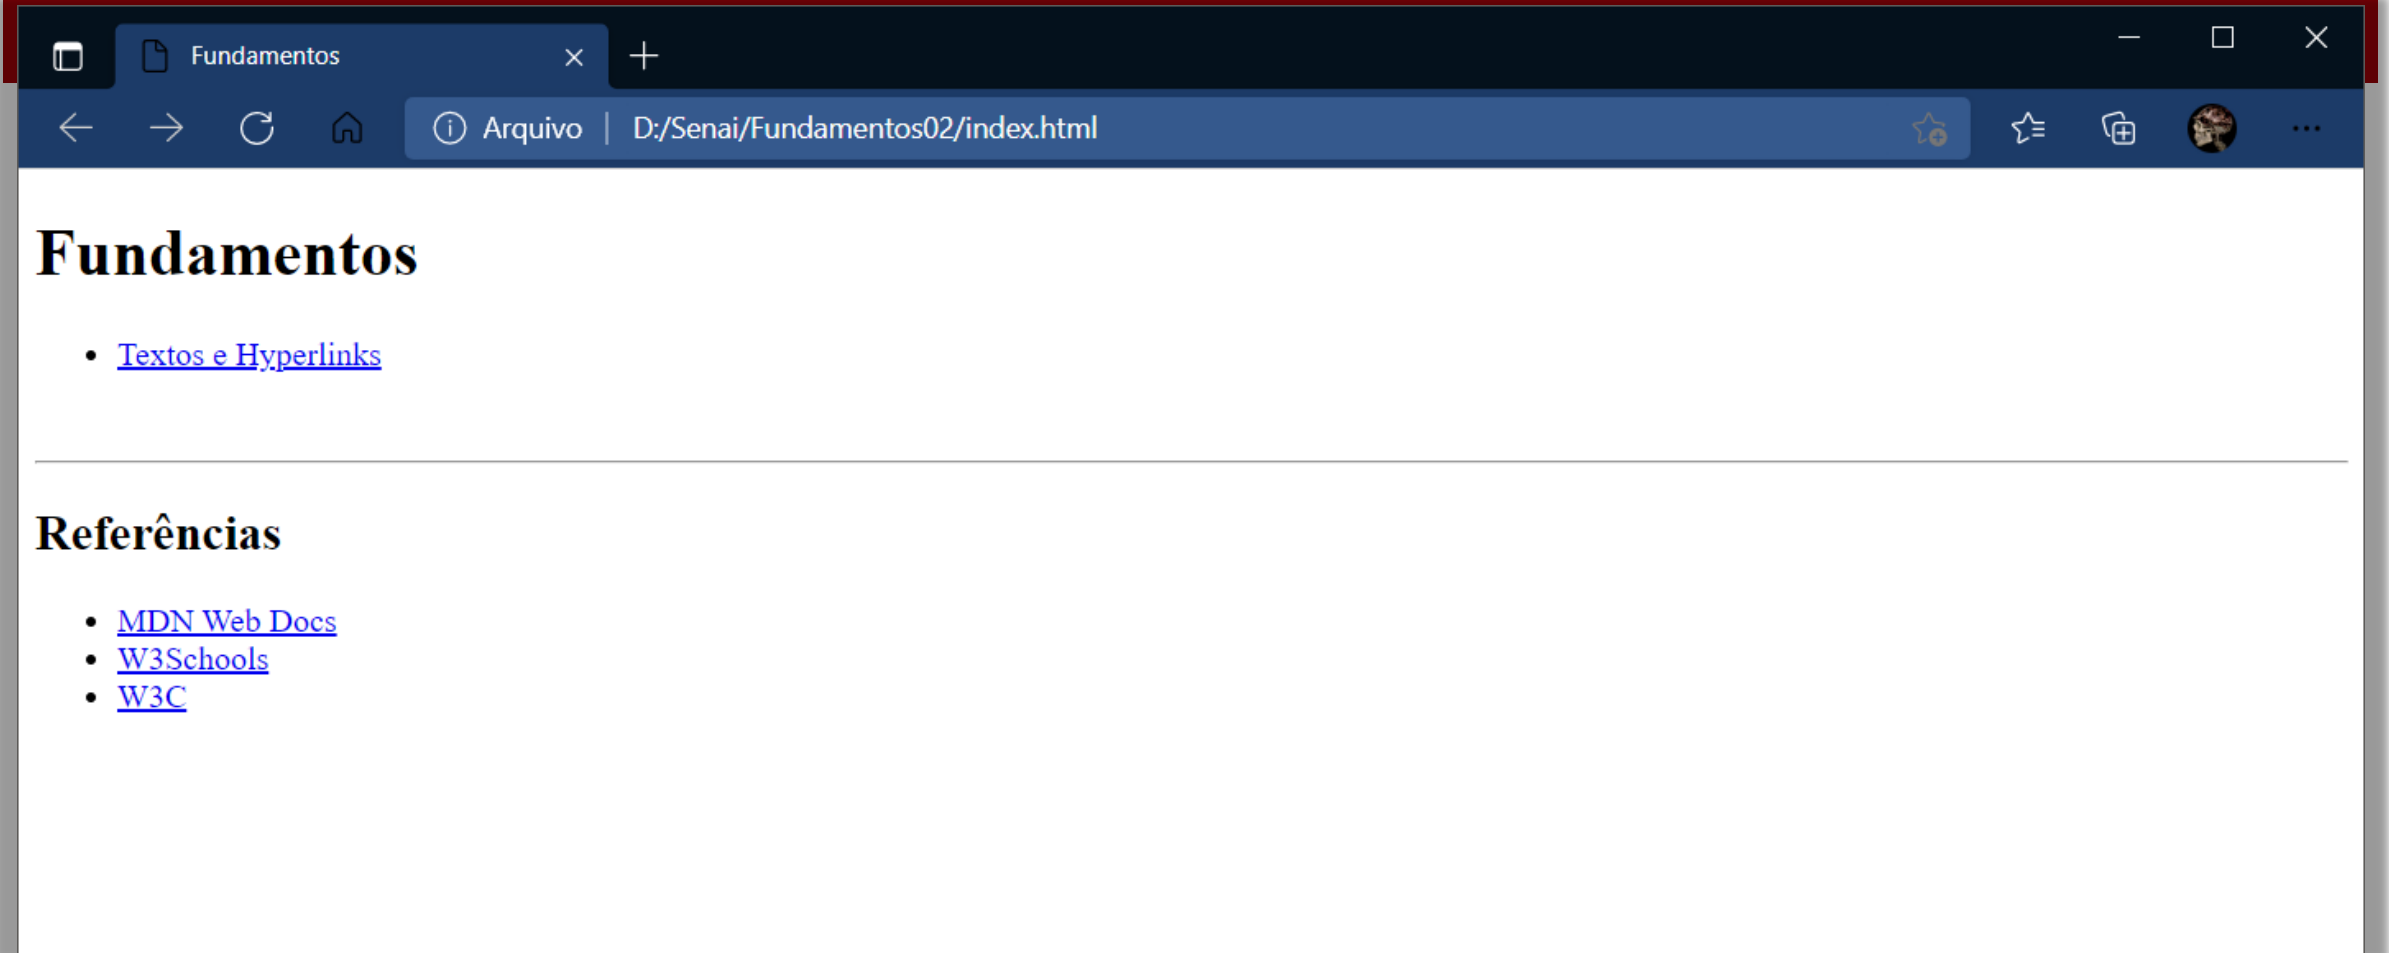 Fundamentos
Arquivo | D:/Senai/Fundamentos02/index.html
Fundamentos
Textos e Hyperlinks
Referências
MDN Web Docs
W3Schools
W3C